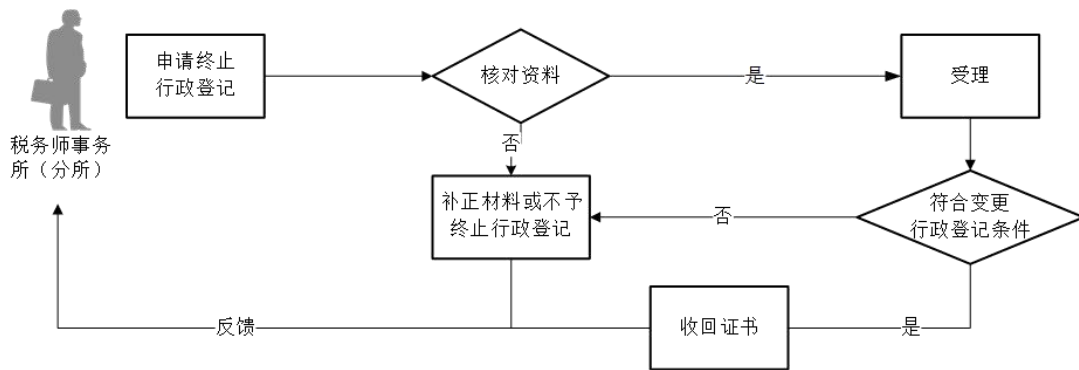 税务师事务
所（分所）
申请终止
行政登记
核对资料
是
受理
否
补正材料或不予
终止行政登记
否
符合变更
行政登记条件
反馈
收回证书
是